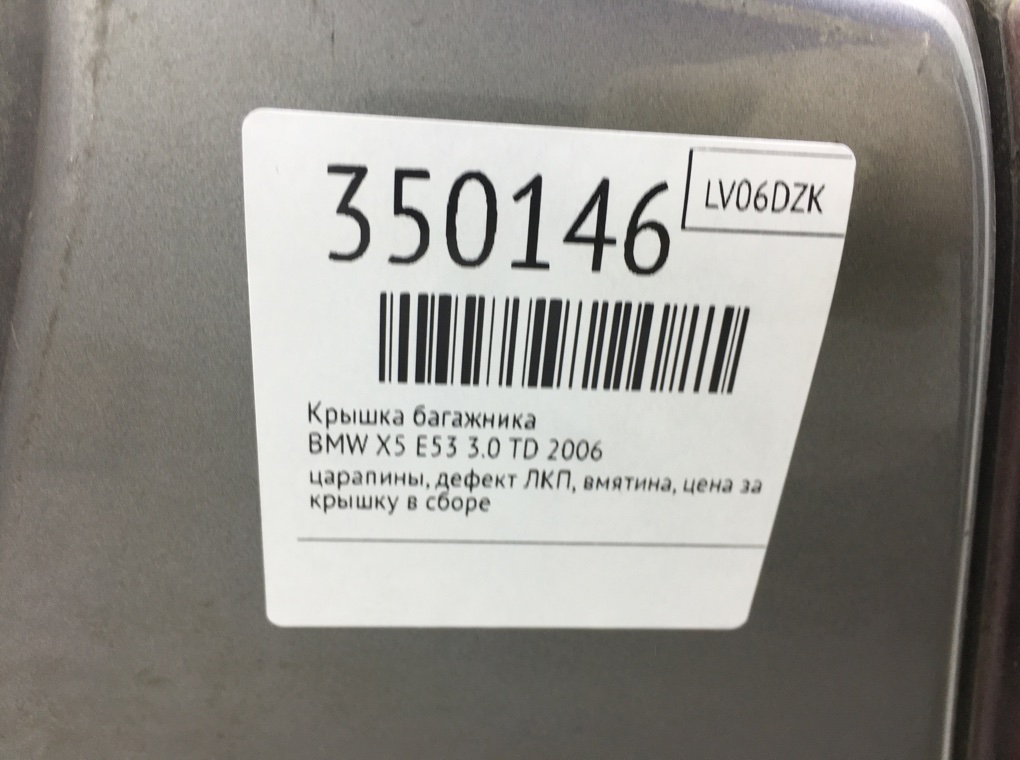 350146
LV06DZK
Крышка багажника
BMW X5 E53 3.0 TD 2006
царапины, дефект ЛКП, вмятина, цена за
крышку в сборе